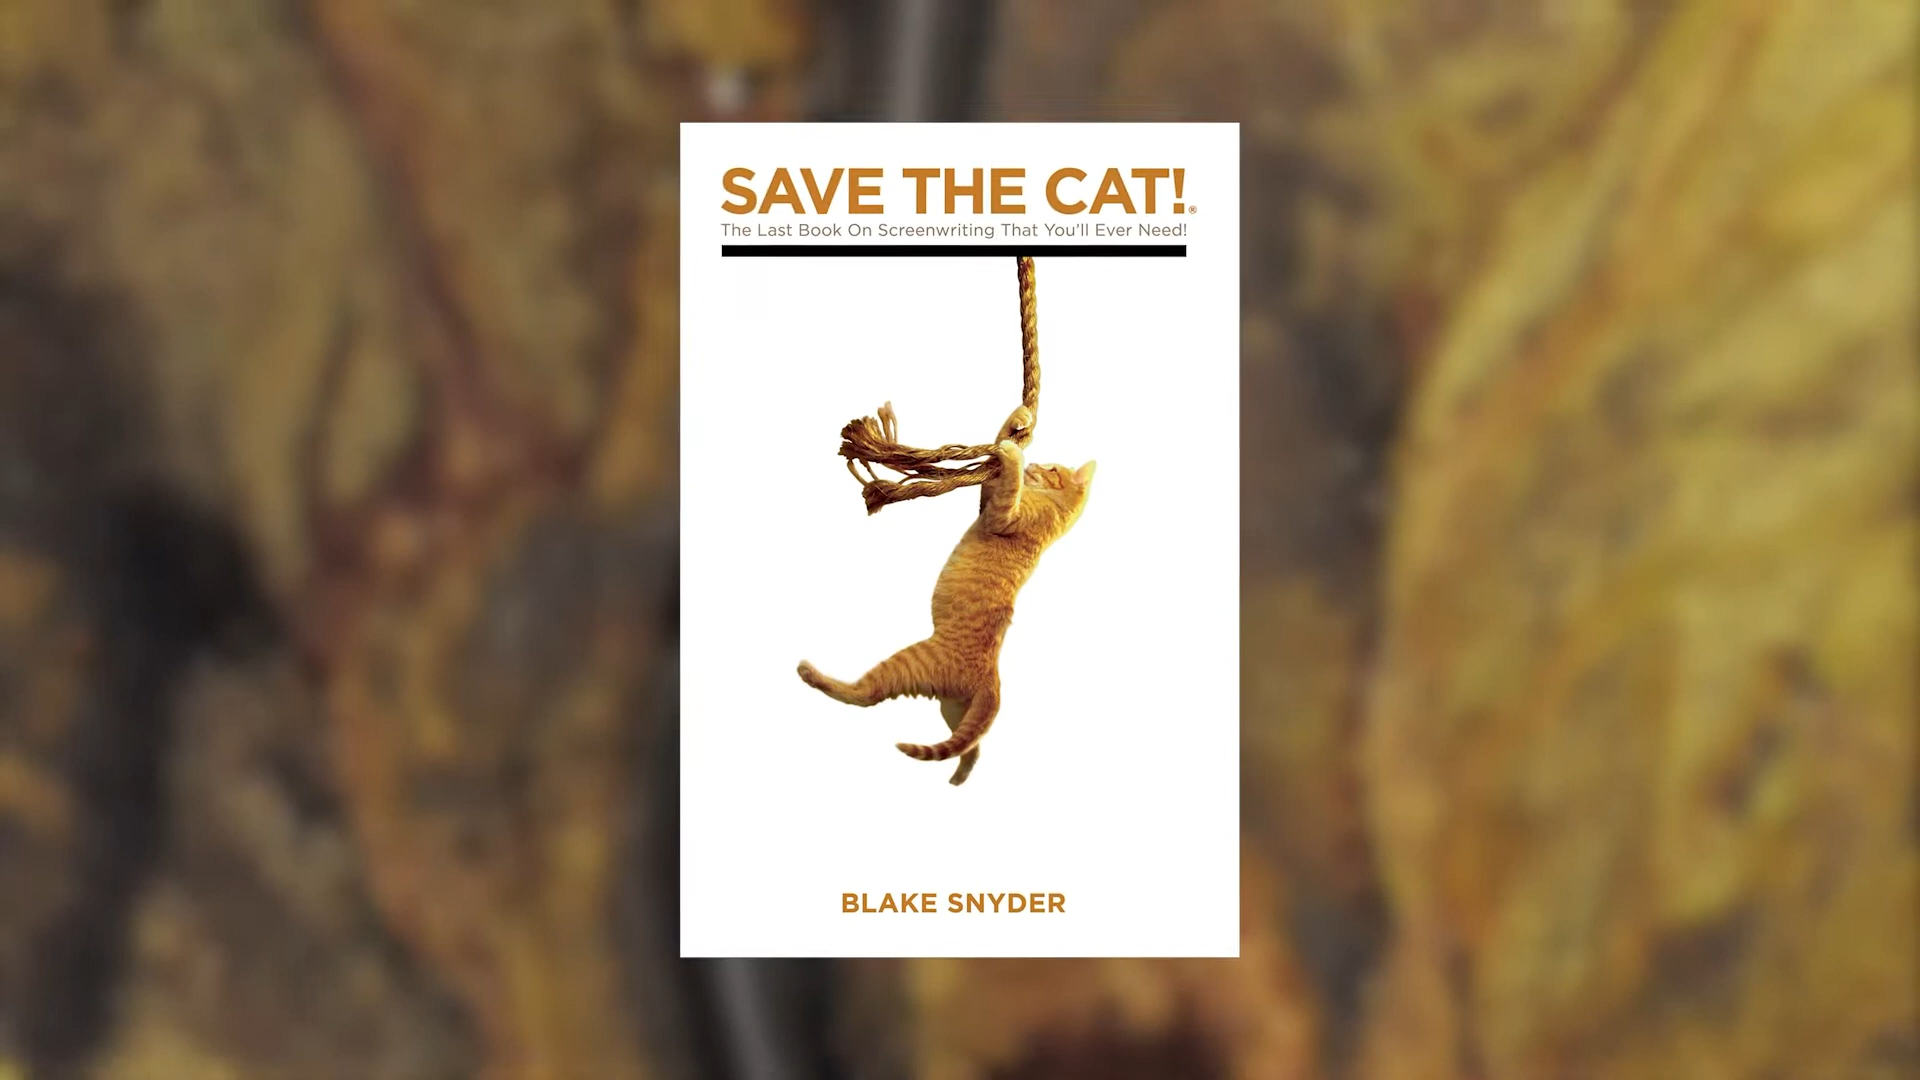 SAVE THE CAT!®
The Last Book On Screenwriting That You'll Ever Need!
BLAKE SNYDER